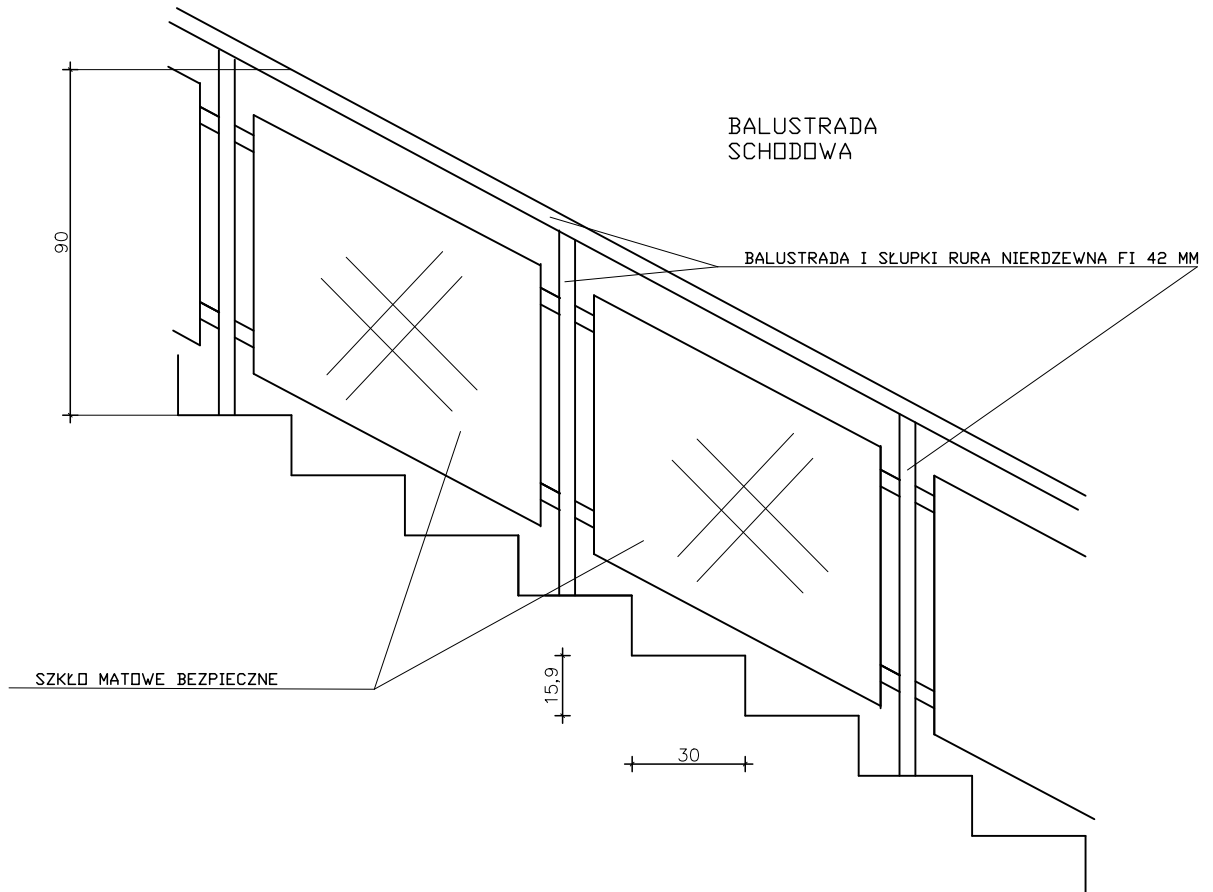 BALUSTRADA
SCHODOWA
90
BALUSTRADA I SŁUPKI RURA NIERDZEWNA FI 42 MM
SZKŁO MATOWE BEZPIECZNE
15,9
30